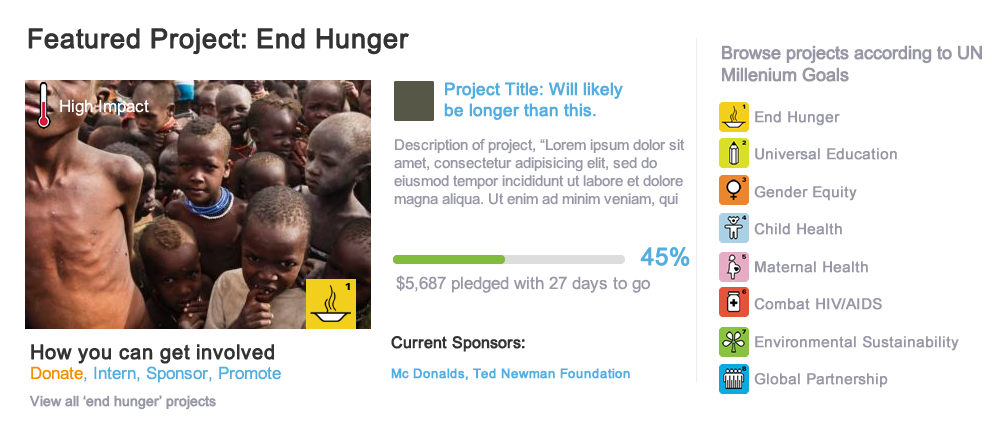 Featured Project: End Hunger
High Impact
1
How you can get involved
Donate, Intern, Sponsor, Promote
View all ‘end hunger’ projects
Project Title: Will likely
be longer than this.
Description of project, “Lorem ipsum dolor sit
amet, consectetur adipisicing elit, sed do
eiusmod tempor incididunt ut labore et dolore
magna aliqua. Ut enim ad minim veniam, qui
45%
$5,687 pledged with 27 days to go
Current Sponsors:
Mc Donalds, Ted Newman Foundation
Browse projects according to UN
Millenium Goals
1
End Hunger
2
Universal Education
3
Gender Equity
4
Child Health
5
Maternal Health
6
Combat HIV/AIDS
7
Environmental Sustainability
8
Global Partnership